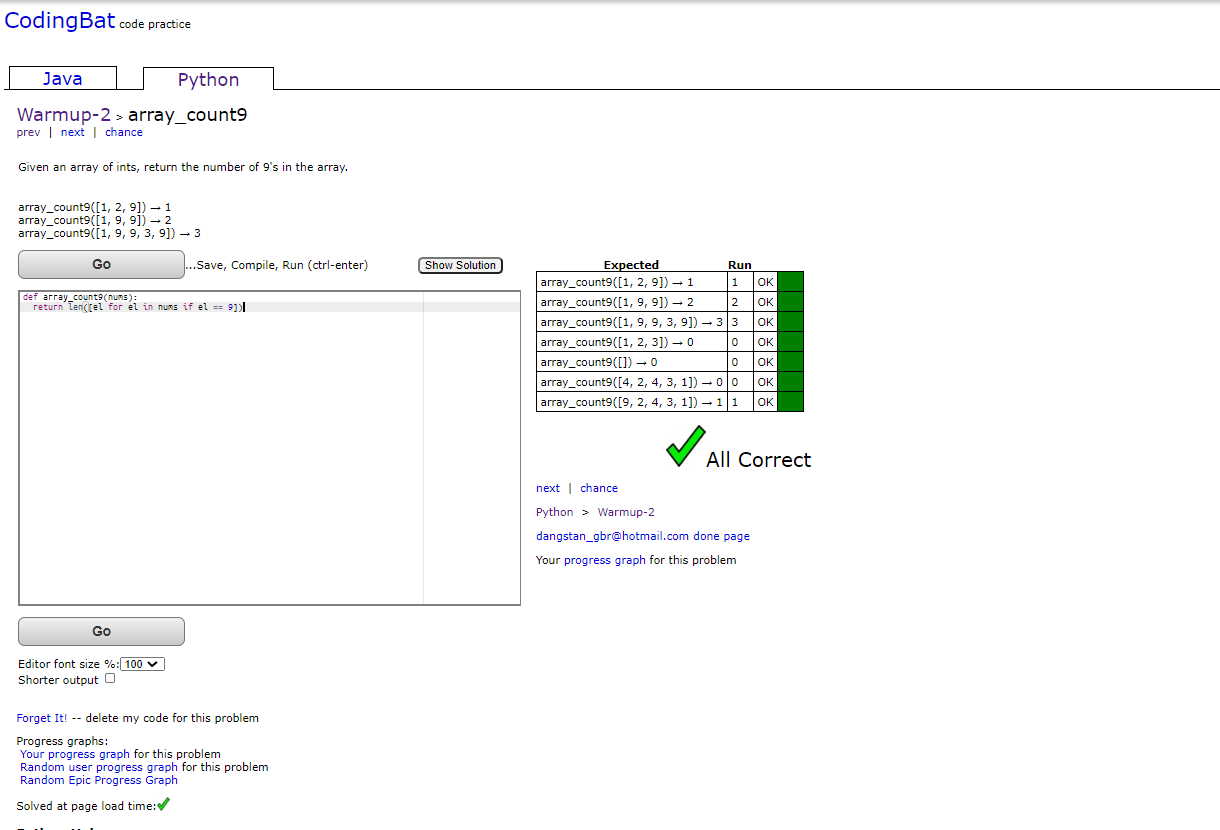 CodingBat code practice
Java Python
Warmup-2 > array_count9
prev | next | chance
Given an array of ints, return the number of 9's in the array.
array_count9([1, 2, 9]) → 1
array_count9([1, 9, 9]) → 2
array_count9([1, 9, 9, 3, 9]) → 3
Go ...Save, Compile, Run (ctrl-enter) Show Solution
def array_count9(nums):
return len([el for el in nums if el == 9])
Expected Run
array_count9([1, 2, 9]) → 1 1 OK
array_count9([1, 9, 9]) → 2 2 OK
array_count9([1, 9, 9, 3, 9]) → 3 3 OK
array_count9([1, 2, 3]) → 0 0 OK
array_count9([]) → 0 0 OK
array_count9([4, 2, 4, 3, 1]) → 0 0 OK
array_count9([9, 2, 4, 3, 1]) → 1 1 OK
All Correct
next | chance
Python > Warmup-2
dangstan_gbr@hotmail.com done page
Your progress graph for this problem
Go
Editor font size %: 100
Shorter output
Forget It! -- delete my code for this problem
Progress graphs:
Your progress graph for this problem
Random user progress graph for this problem
Random Epic Progress Graph
Solved at page load time: